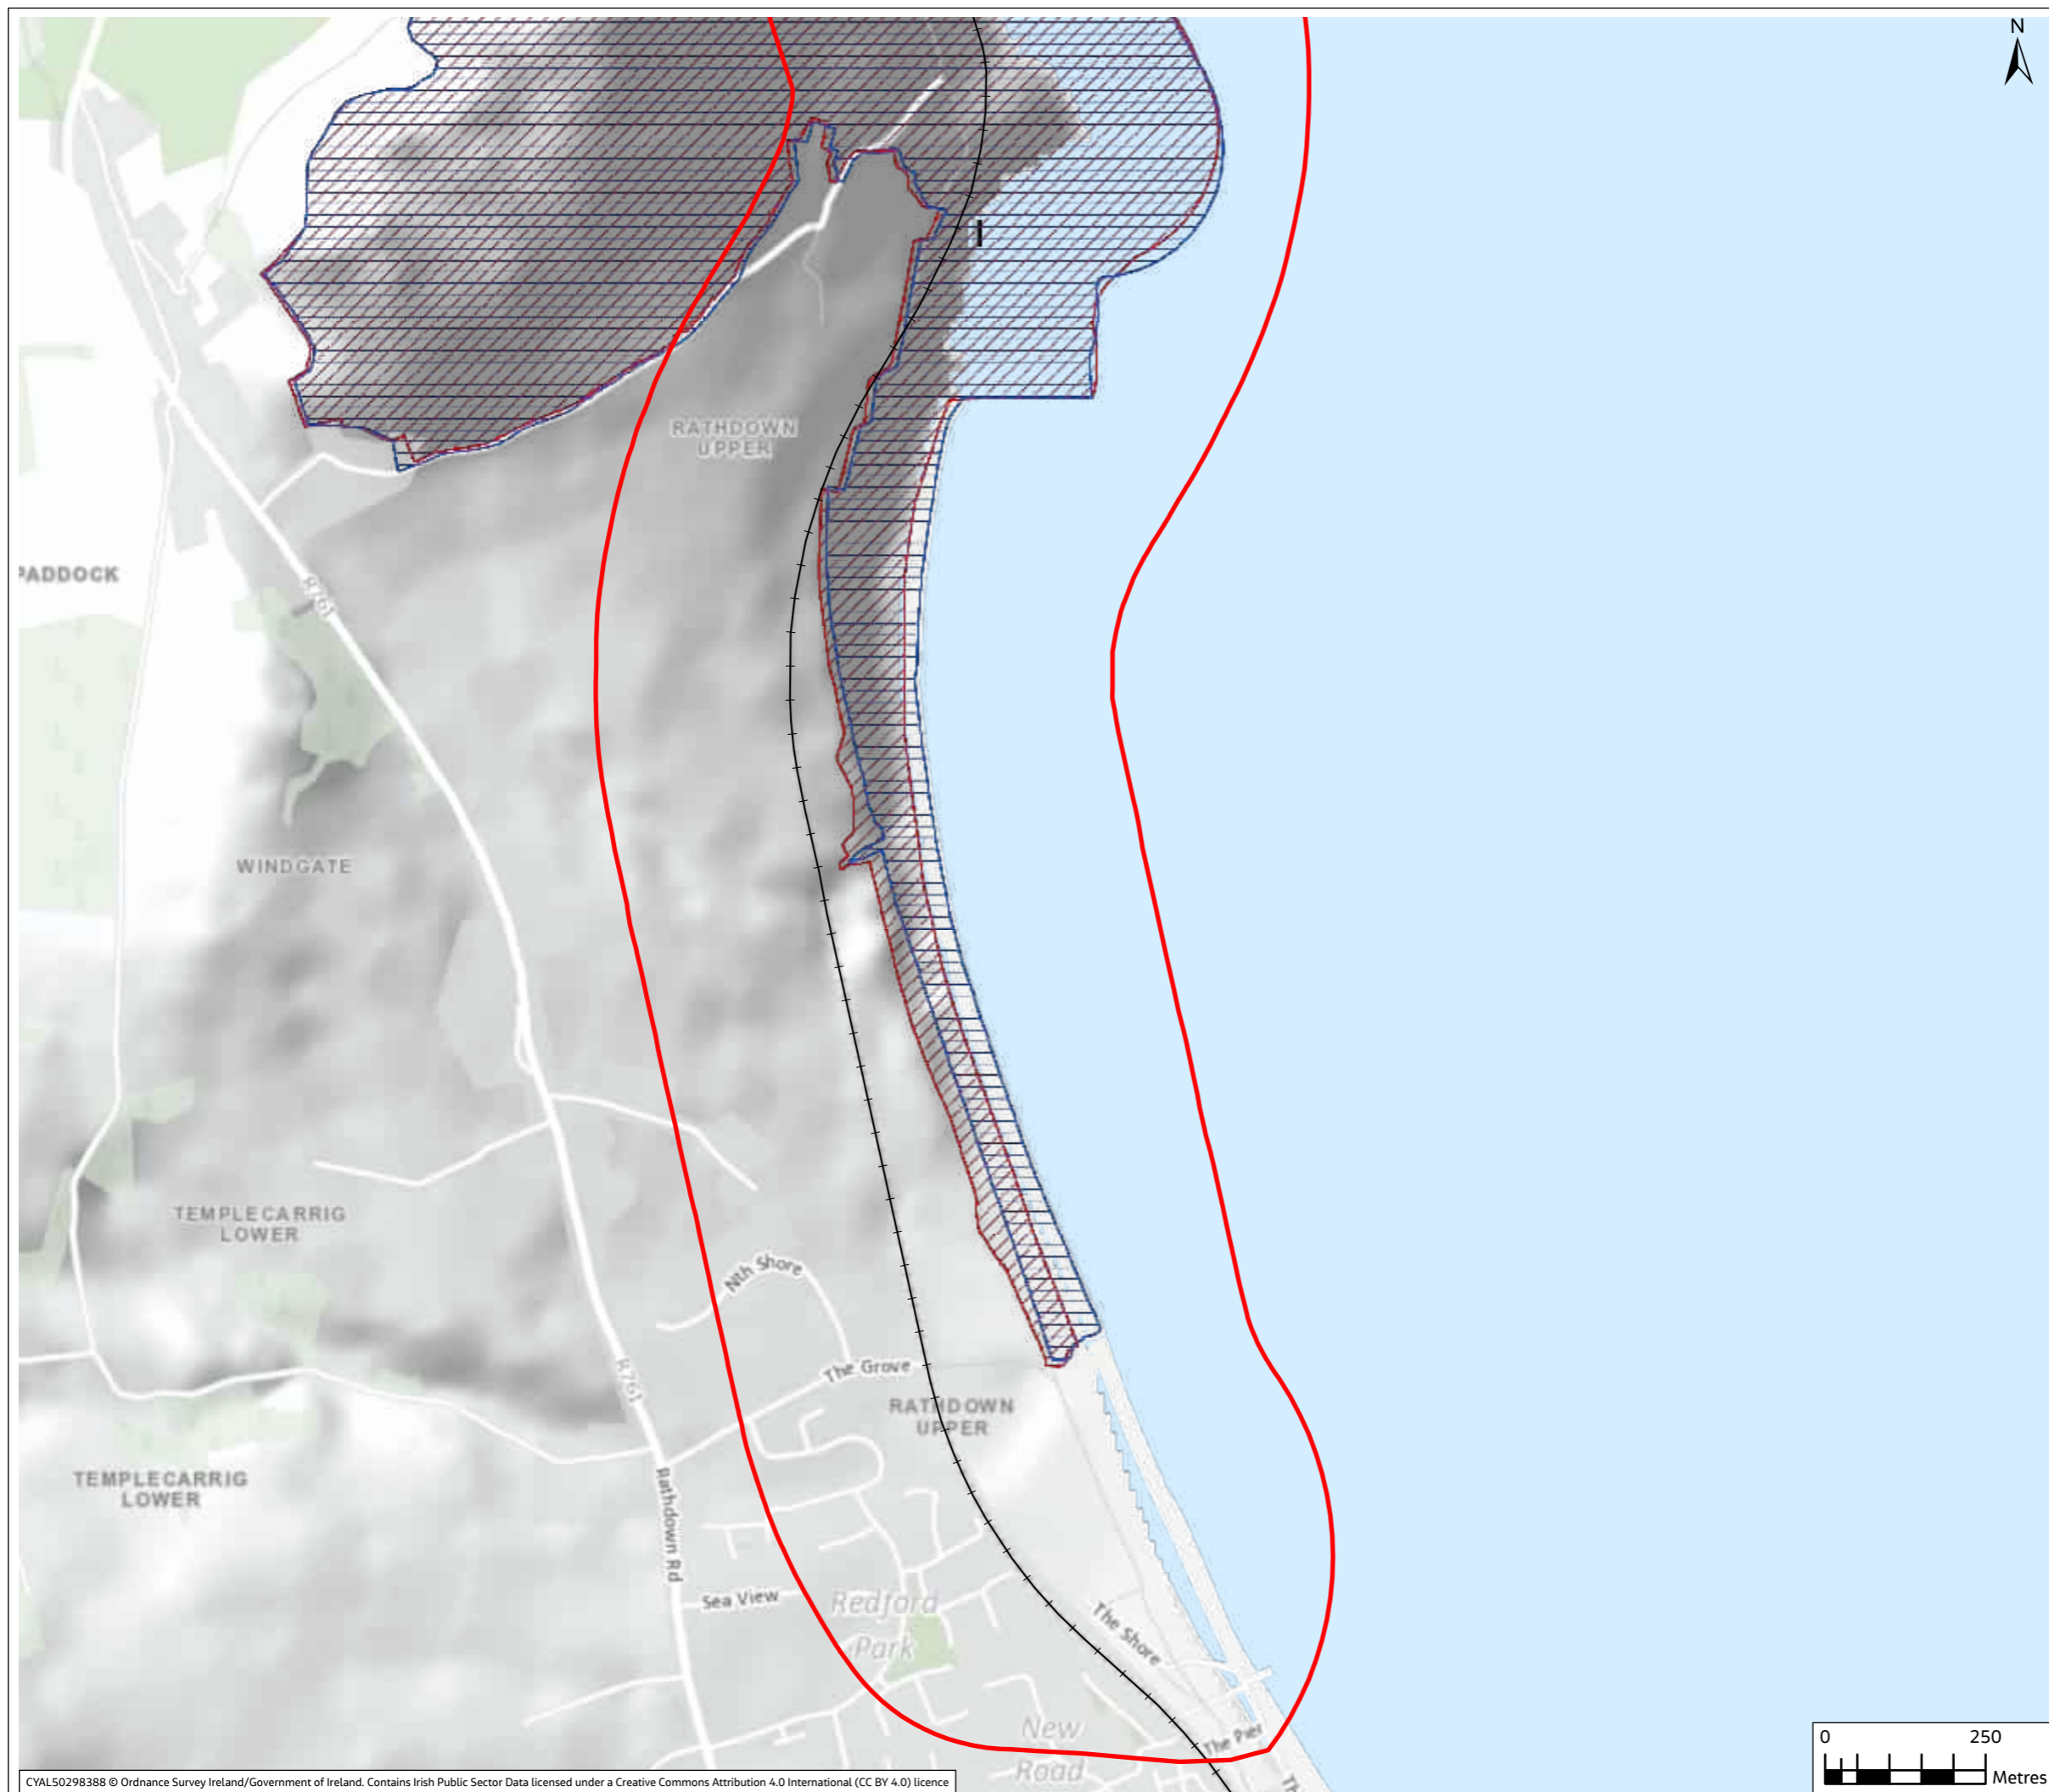 N
RATHDOWN
UPPER
PADDOCK
R761
WINDGATE
TEMPLECARRIG
LOWER
Nth Shore
R761
The Grove
RATHDOWN
UPPER
TEMPLECARRIG
LOWER
Rathdown Rd
Sea View
Redford
Park
The Shore
New
Road
The Pier
0 250
Metres
CYAL50298388 © Ordnance Survey Ireland/Government of Ireland. Contains Irish Public Sector Data licensed under a Creative Commons Attribution 4.0 International (CC BY 4.0) licence